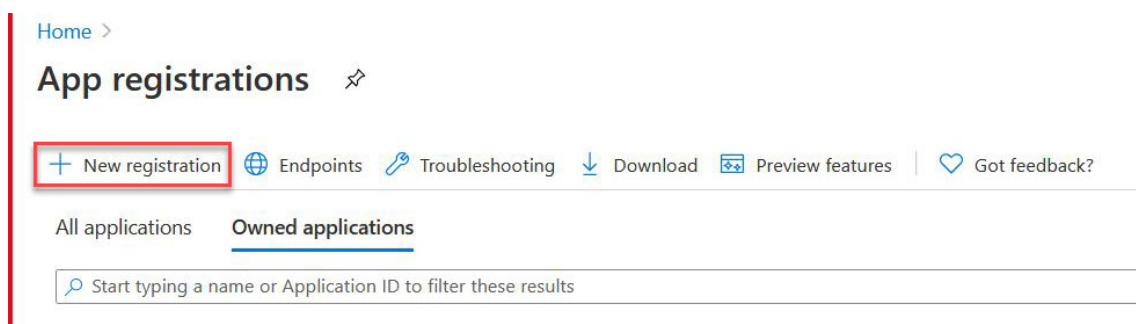 Home >
App registrations
+ New registration Endpoints Troubleshooting Download Preview features Got feedback?
All applications Owned applications
Start typing a name or Application ID to filter these results